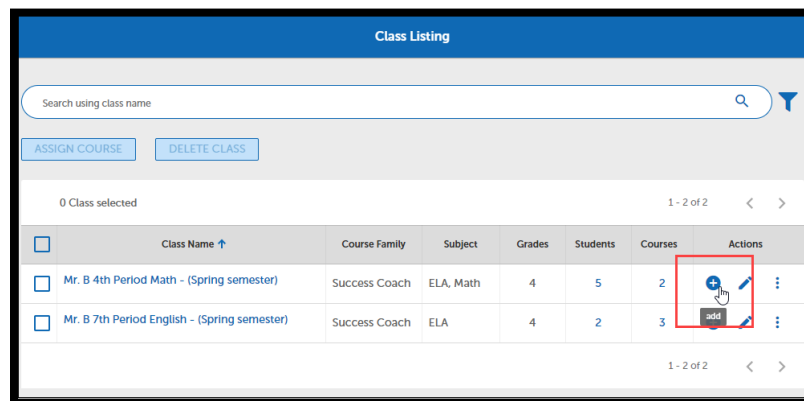 Class Listing
Search using class name
ASSIGN COURSE DELETE CLASS
0 Class selected 1 - 2 of 2
Class Name Course Family Subject Grades Students Courses Actions
Mr. B 4th Period Math - (Spring semester) Success Coach ELA, Math 4 5 2
Mr. B 7th Period English - (Spring semester) Success Coach ELA 4 2 3 add
1 - 2 of 2